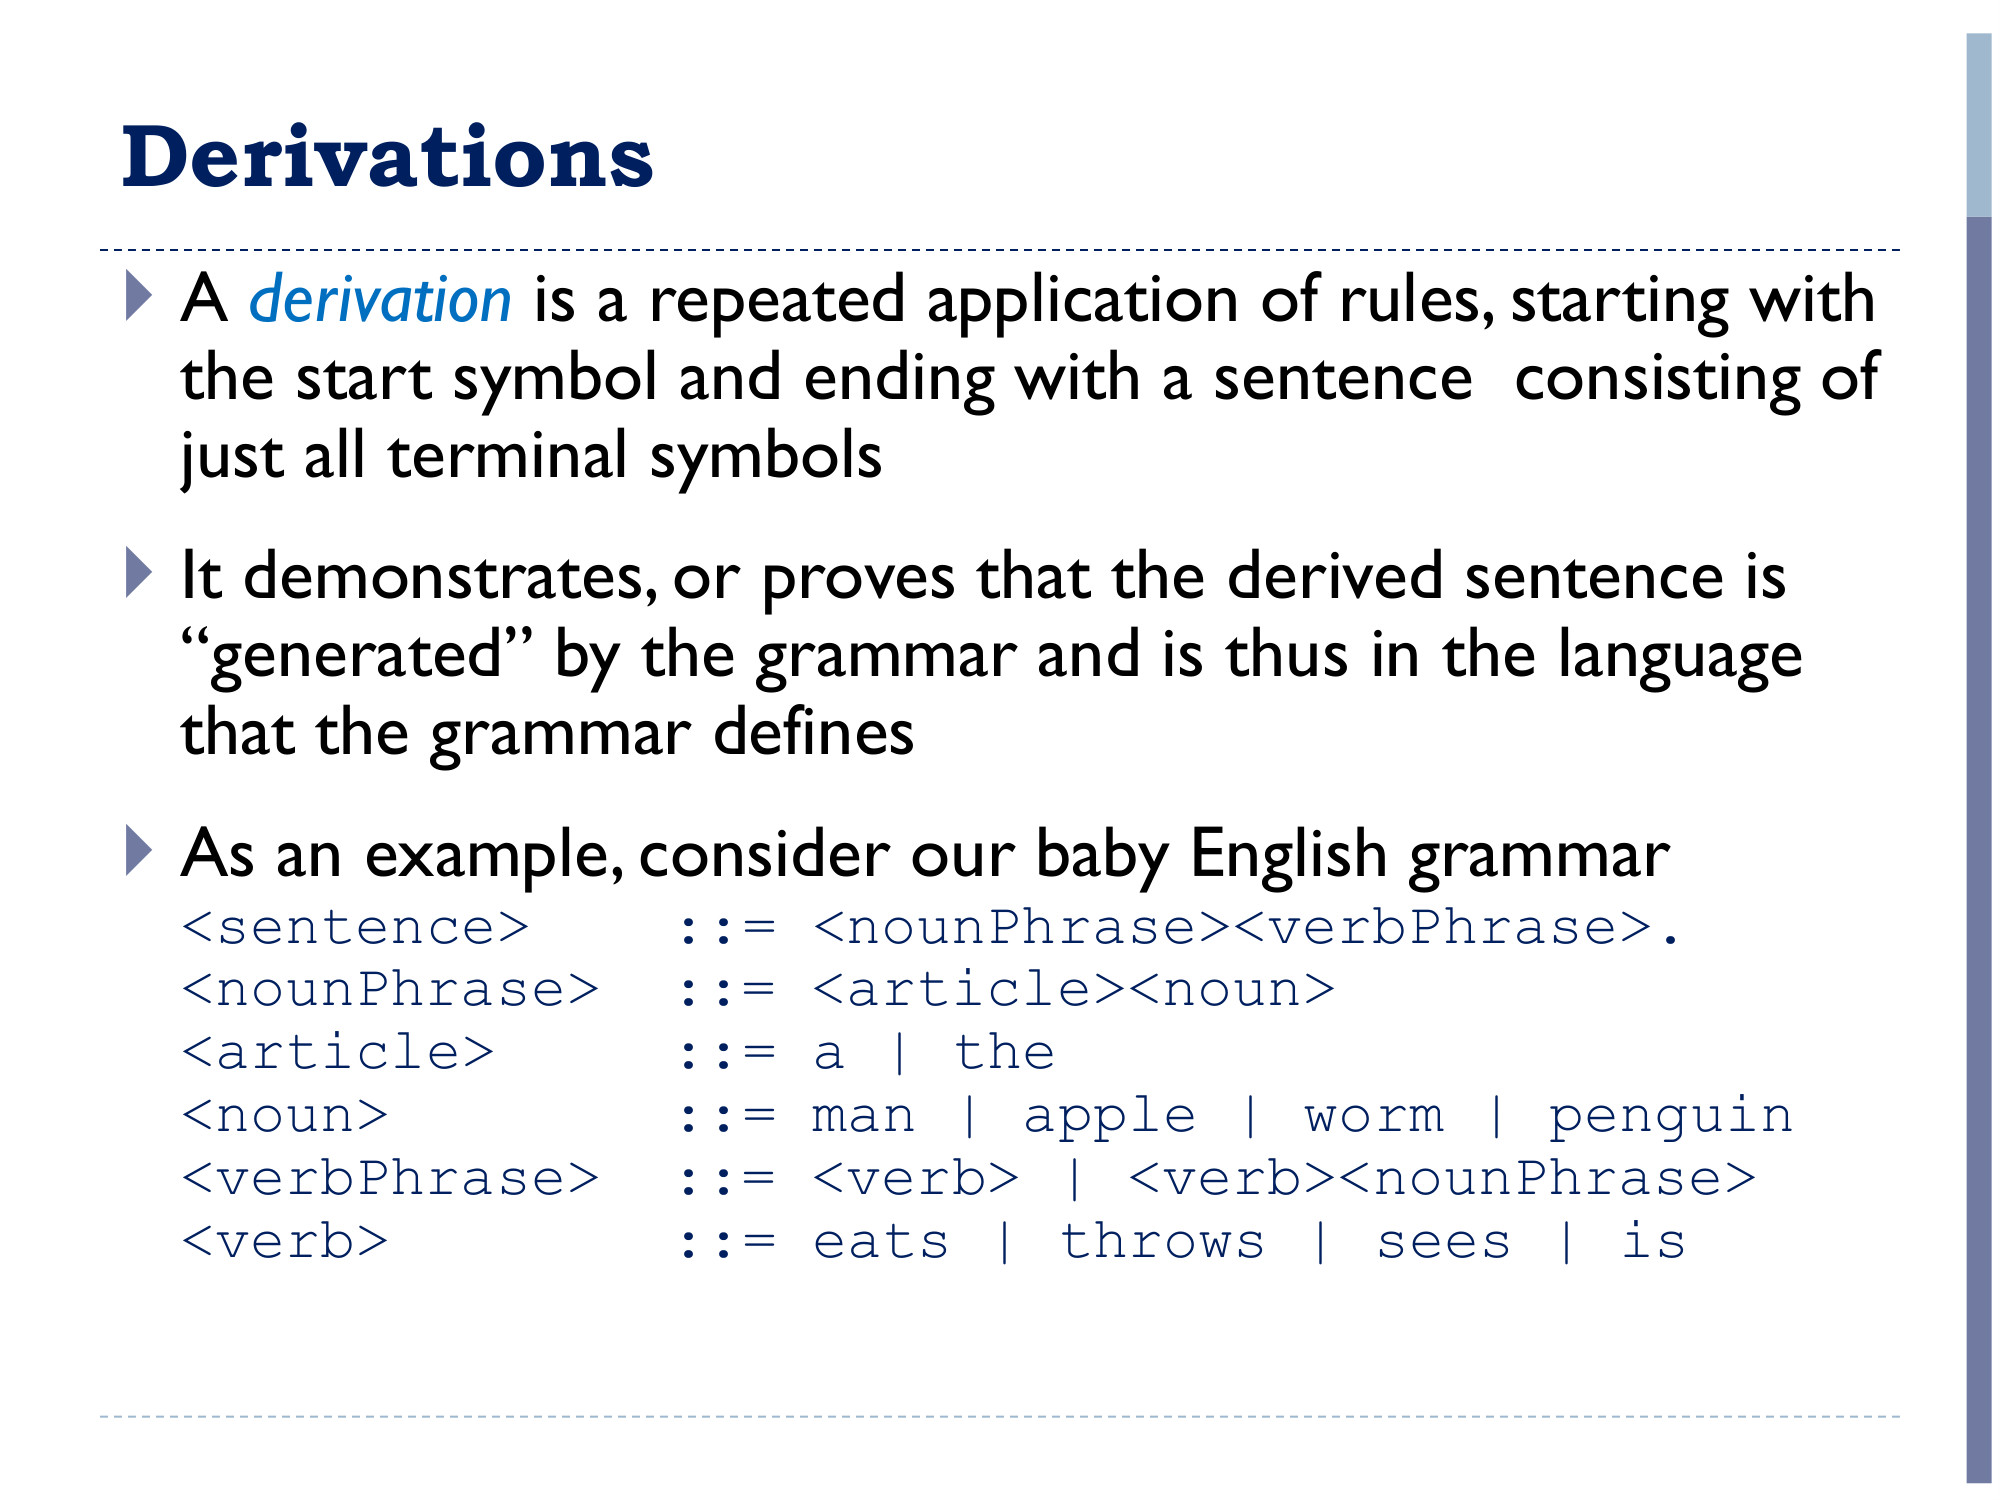 Derivations
A derivation is a repeated application of rules, starting with
the start symbol and ending with a sentence  consisting of
just all terminal symbols
It demonstrates, or proves that the derived sentence is
“generated” by the grammar and is thus in the language
that the grammar defines
As an example, consider our baby English grammar
<sentence> ::= <nounPhrase><verbPhrase>.
<nounPhrase> ::= <article><noun>
<article> ::= a | the
<noun> ::= man | apple | worm | penguin
<verbPhrase> ::= <verb> | <verb><nounPhrase>
<verb> ::= eats | throws | sees | is